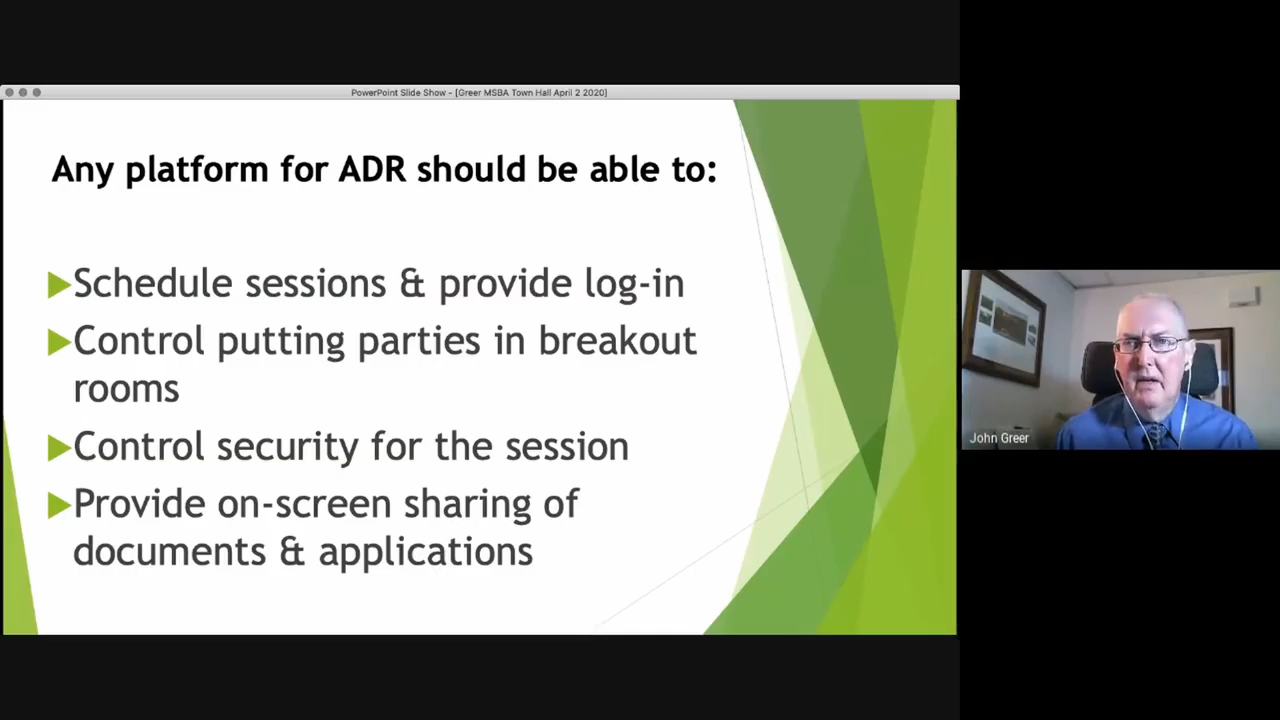 PowerPoint Slide Show - [Greer MSBA Town Hall April 2 2020]
Any platform for ADR should be able to:
Schedule sessions & provide log-in
Control putting parties in breakout
rooms
Control security for the session
Provide on-screen sharing of
documents & applications
John Greer